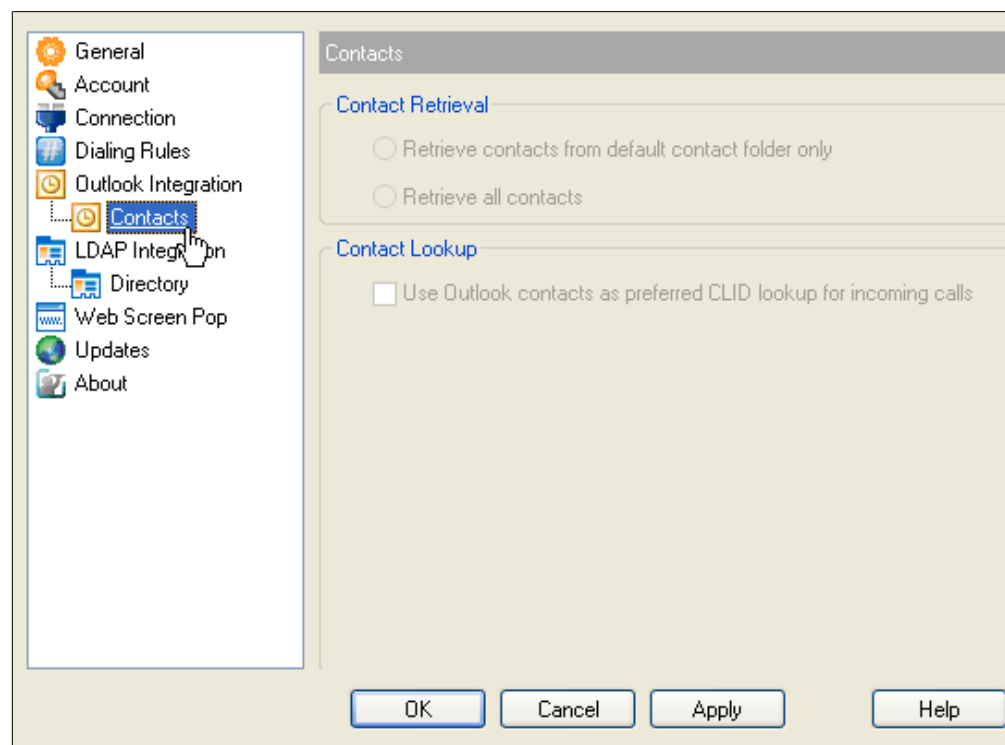 General
Account
Connection
Dialing Rules
Outlook Integration
Contacts
LDAP Integration
Directory
www.
Web Screen Pop
Updates
About
Contacts
Contact Retrieval
Retrieve contacts from default contact folder only
Retrieve all contacts
Contact Lookup
Use Outlook contacts as preferred CLID lookup for incoming calls
OK
Cancel
Apply
Help